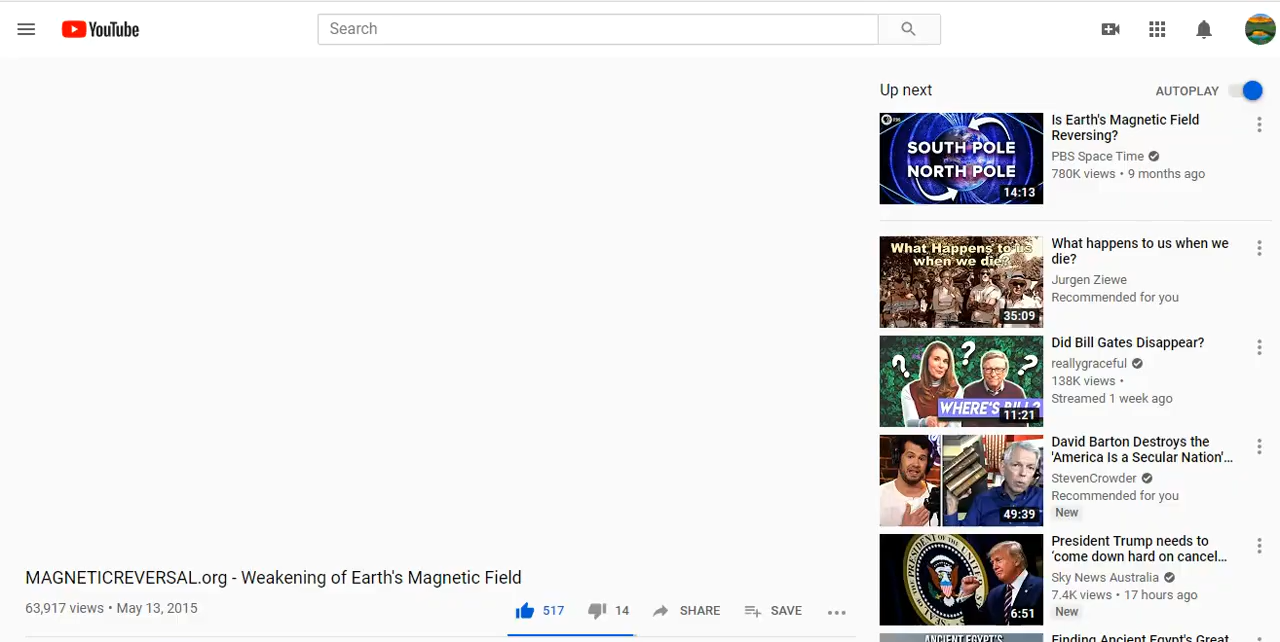 YouTube
Search
Up next
AUTOPLAY
SOUTH POLE
NORTH POLE
14:13
Is Earth's Magnetic Field
Reversing?
PBS Space Time
780K views • 9 months ago
What Happens to us
when we die?
35:09
What happens to us when we
die?
Jurgen Ziewe
Recommended for you
WHERE'S BILL?
11:21
Did Bill Gates Disappear?
reallygraceful
138K views •
Streamed 1 week ago
49:39
David Barton Destroys the
'America Is a Secular Nation'...
StevenCrowder
Recommended for you
New
6:51
President Trump needs to
‘come down hard on cancel...
Sky News Australia
7.4K views • 17 hours ago
New
ANCIENT EGYPT'S
Finding Ancient Egypt's Great
MAGNETICREVERSAL.org - Weakening of Earth's Magnetic Field
63,917 views • May 13, 2015
517
14
SHARE
SAVE